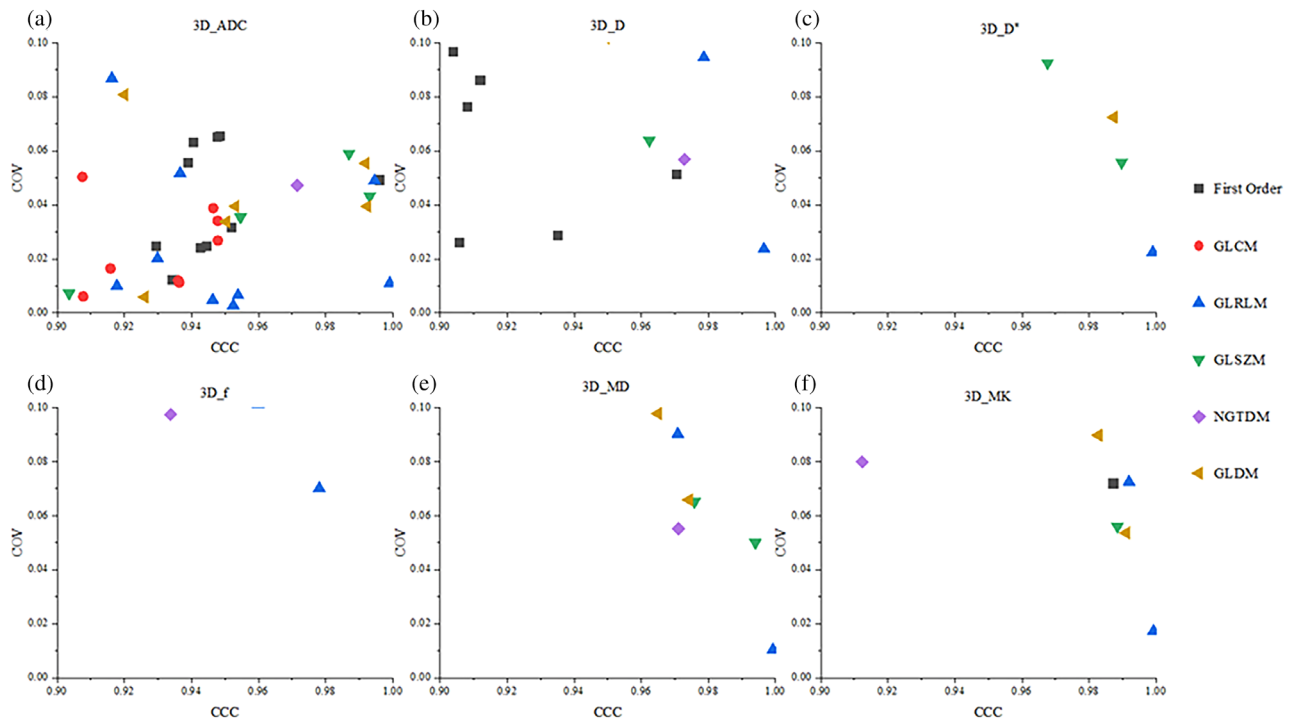 (a)
3D_ADC
0.10
0.08
0.06
0.04
0.02
0.00
COV
0.90
0.92
0.94
0.96
0.98
1.00
CCC
(b)
3D_D
0.10
0.08
0.06
0.04
0.02
0.00
COV
0.90
0.92
0.94
0.96
0.98
1.00
CCC
(c)
3D_D*
0.10
0.08
0.06
0.04
0.02
0.00
COV
0.90
0.92
0.94
0.96
0.98
1.00
CCC
(d)
3D_f
0.10
0.08
0.06
0.04
0.02
0.00
COV
0.90
0.92
0.94
0.96
0.98
1.00
CCC
(e)
3D_MD
0.10
0.08
0.06
0.04
0.02
0.00
COV
0.90
0.92
0.94
0.96
0.98
1.00
CCC
(f)
3D_MK
0.10
0.08
0.06
0.04
0.02
0.00
COV
0.90
0.92
0.94
0.96
0.98
1.00
CCC
First Order
GLCM
GLRLM
GLSZM
NGTDM
GLDM